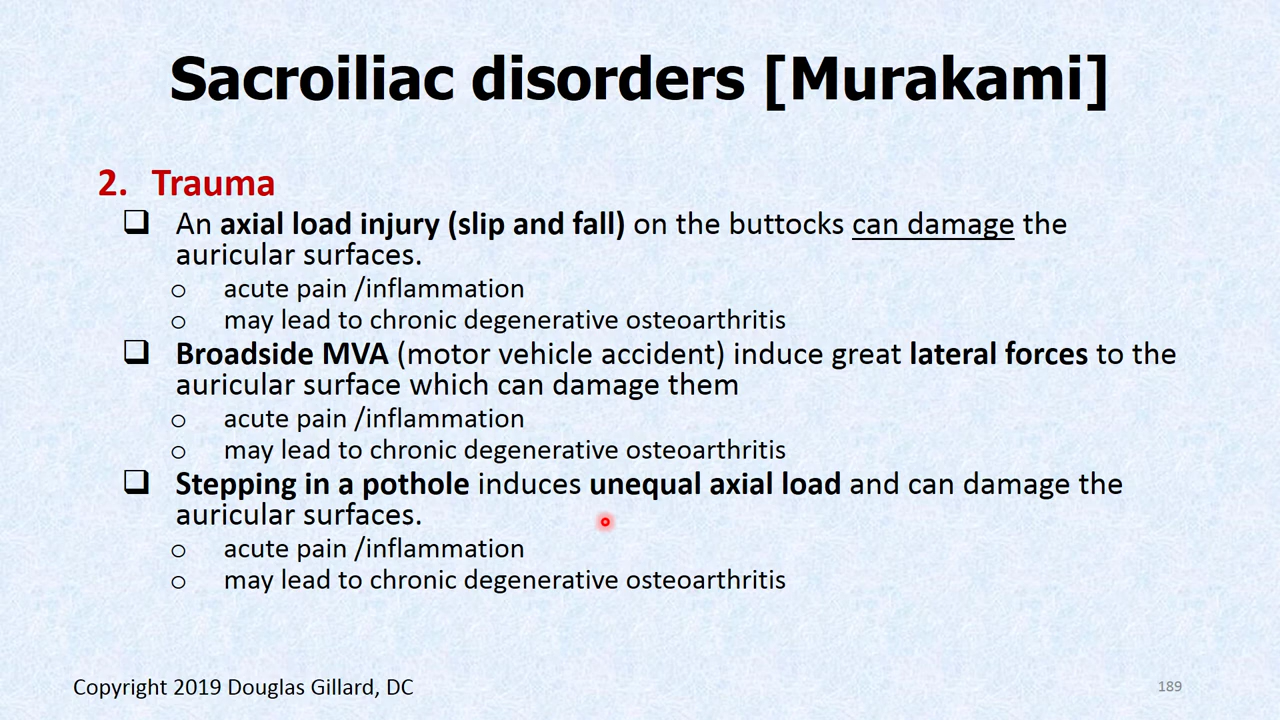 Sacroiliac disorders [Murakami]
2. Trauma
❑ An axial load injury (slip and fall) on the buttocks can damage the
auricular surfaces.
o acute pain /inflammation
o may lead to chronic degenerative osteoarthritis
❑ Broadside MVA (motor vehicle accident) induce great lateral forces to the
auricular surface which can damage them
o acute pain /inflammation
o may lead to chronic degenerative osteoarthritis
❑ Stepping in a pothole induces unequal axial load and can damage the
auricular surfaces.
o acute pain /inflammation
o may lead to chronic degenerative osteoarthritis
Copyright 2019 Douglas Gillard, DC
189